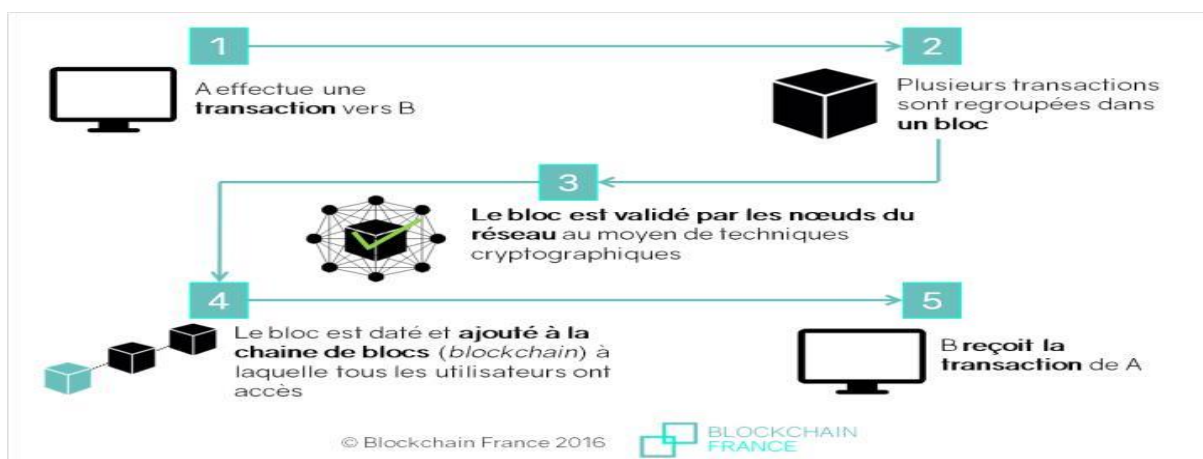 1
A effectue une
transaction vers B
2
Plusieurs transactions
sont regroupées dans
un bloc
3
Le bloc est validé par les nœuds du
réseau au moyen de techniques
cryptographiques
4
Le bloc est daté et ajouté à la
chaine de blocs (blockchain) à
laquelle tous les utilisateurs ont
accès
5
B reçoit la
transaction de A
© Blockchain France 2016
BLOCKCHAIN
FRANCE